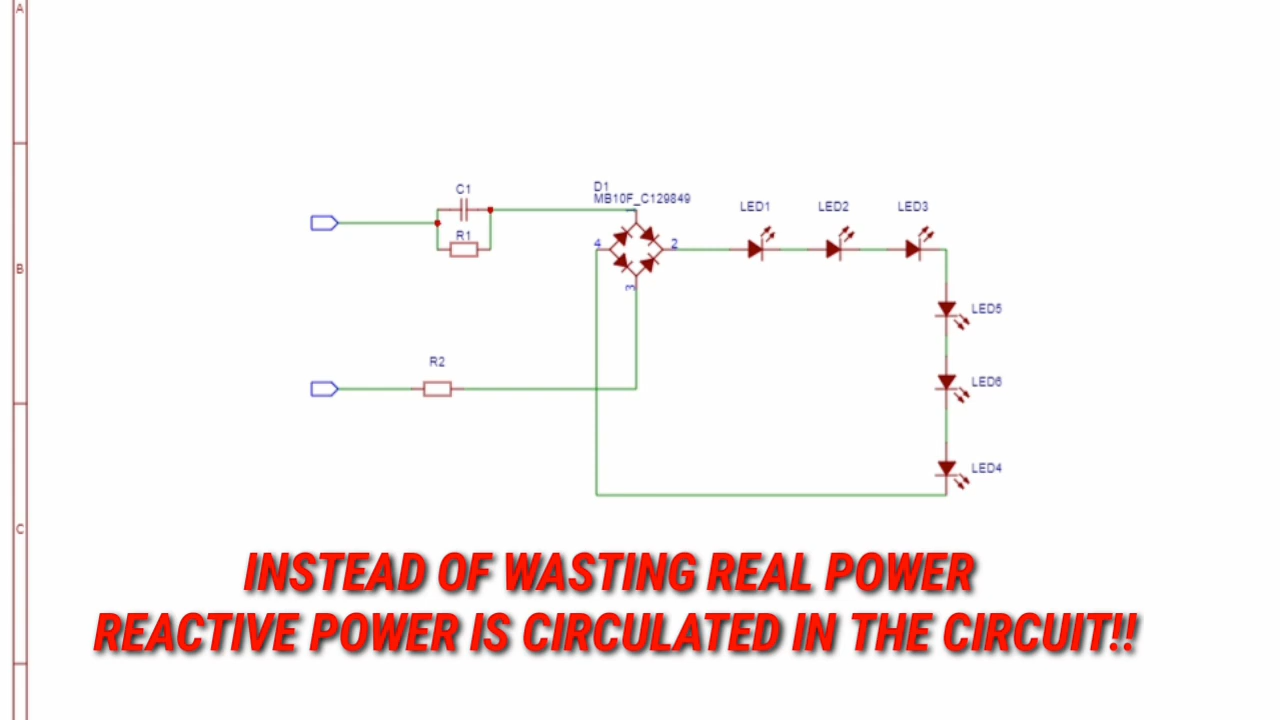 A
C1
D1
MB10F_C129849
LED1
LED2
LED3
R1
1
4
2
B
3
LED5
R2
LED6
LED4
C
INSTEAD OF WASTING REAL POWER
REACTIVE POWER IS CIRCULATED IN THE CIRCUIT!!